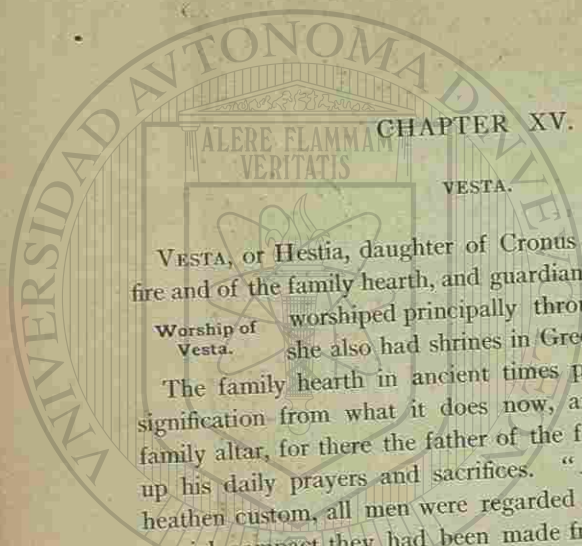 UNIVERSIDAD AUTONOMA D
ALERE FLAMMAM
VERITATIS
CHAPTER XV.
VESTA.
VESTA, or Hestia, daughter of Cronus
fire and of the family hearth, and guardian
Worship of
Vesta.
worshiped principally throu
she also had shrines in Gree
The family hearth in ancient times p
signification from what it does now, a
family altar, for there the father of the f
up his daily prayers and sacrifices. “
heathen custom, all men were regarded
they had been made fr